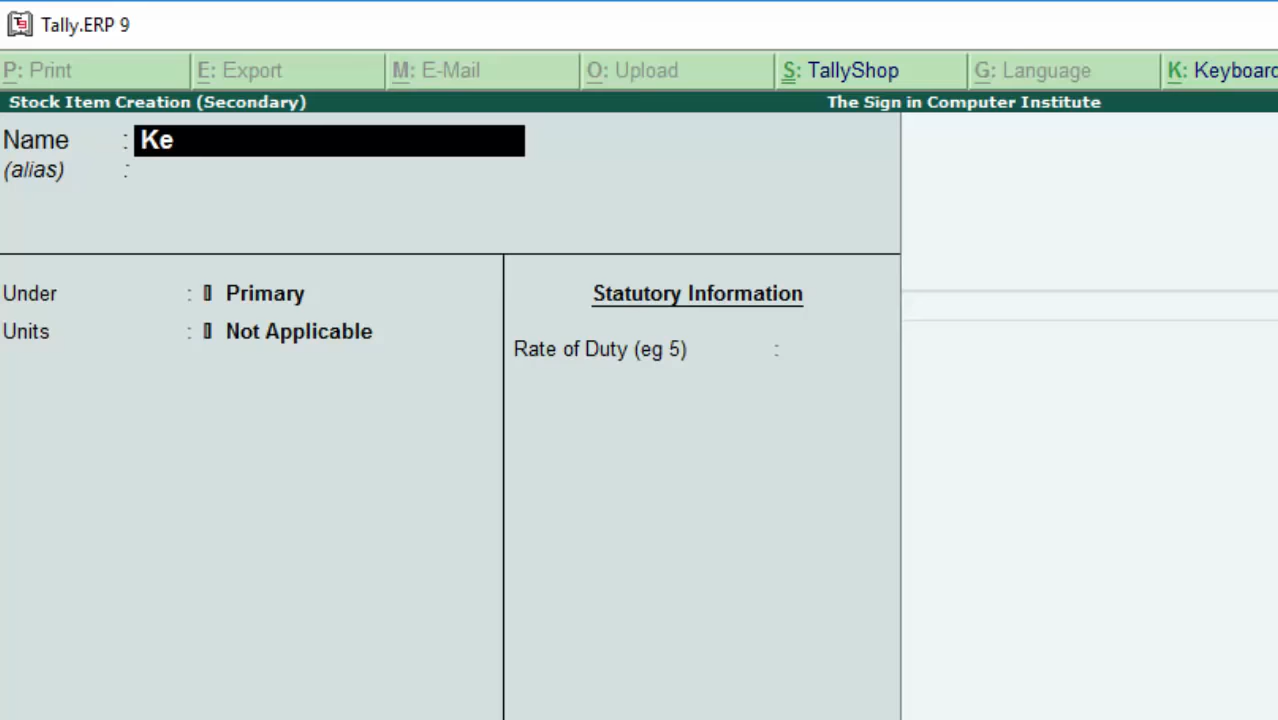 Tally.ERP 9
P: Print E: Export M: E-Mail O: Upload S: TallyShop G: Language K: Keyboard
Stock Item Creation (Secondary) The Sign in Computer Institute
Name : Ke
(alias) :
Under : Primary Statutory Information
Units : Not Applicable
Rate of Duty (eg 5) :